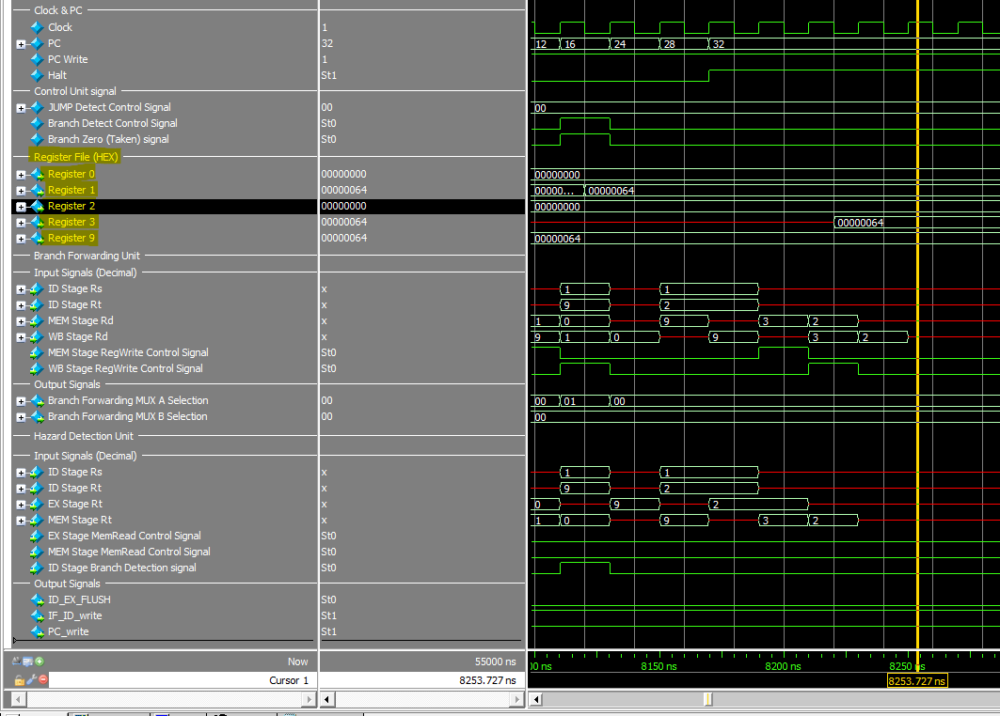 Clock & PC
Clock 1
PC 32 12 16 24 28 32
PC Write 1
Halt St1
Control Unit signal
JUMP Detect Control Signal 00 00
Branch Detect Control Signal St0
Branch Zero (Taken) signal St0
Register File (HEX)
Register 0 00000000 00000000
Register 1 00000064 00000... 00000064
Register 2 00000000 00000000
Register 3 00000064 00000064
Register 9 00000064 00000064
Branch Forwarding Unit
Input Signals (Decimal)
ID Stage Rs x 1 1
ID Stage Rt x 9 2
MEM Stage Rd x 1 0 9 3 2
WB Stage Rd x 9 1 0 9 3 2
MEM Stage RegWrite Control Signal St0
WB Stage RegWrite Control Signal St0
Output Signals
Branch Forwarding MUX A Selection 00 00 01 00
Branch Forwarding MUX B Selection 00 00
Hazard Detection Unit
Input Signals (Decimal)
ID Stage Rs x 1 1
ID Stage Rt x 9 2
EX Stage Rt x 0 9 2
MEM Stage Rt x 1 0 9 3 2
EX Stage MemRead Control Signal St0
MEM Stage MemRead Control Signal St0
ID Stage Branch Detection signal St0
Output Signals
ID_EX_FLUSH St0
IF_ID_write St1
PC_write St1
Now 55000 ns 8150 ns 8200 ns 8250 ns
Cursor 1 8253.727 ns 8253.727 ns